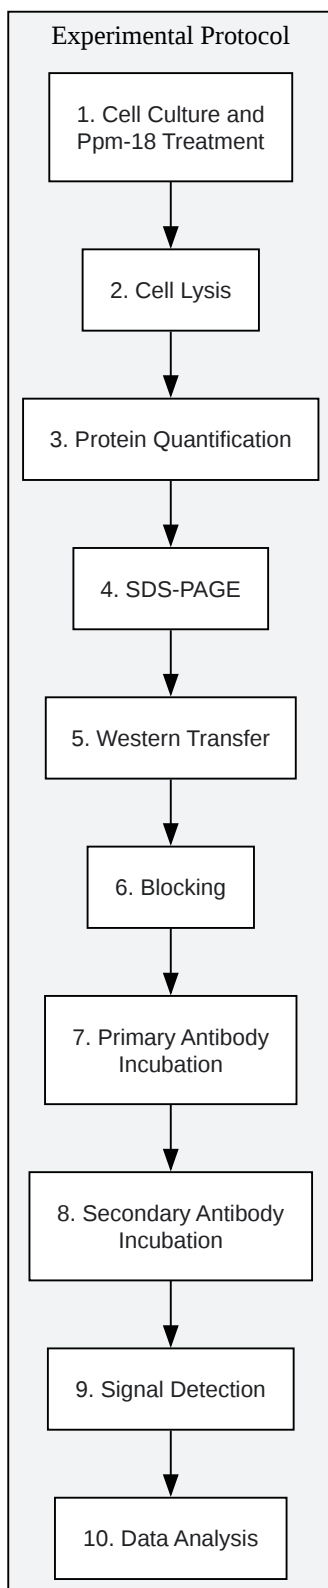 Experimental Protocol
1. Cell Culture and
Ppm-18 Treatment
2. Cell Lysis
3. Protein Quantification
4. SDS-PAGE
5. Western Transfer
6. Blocking
7. Primary Antibody
Incubation
8. Secondary Antibody
Incubation
9. Signal Detection
10. Data Analysis